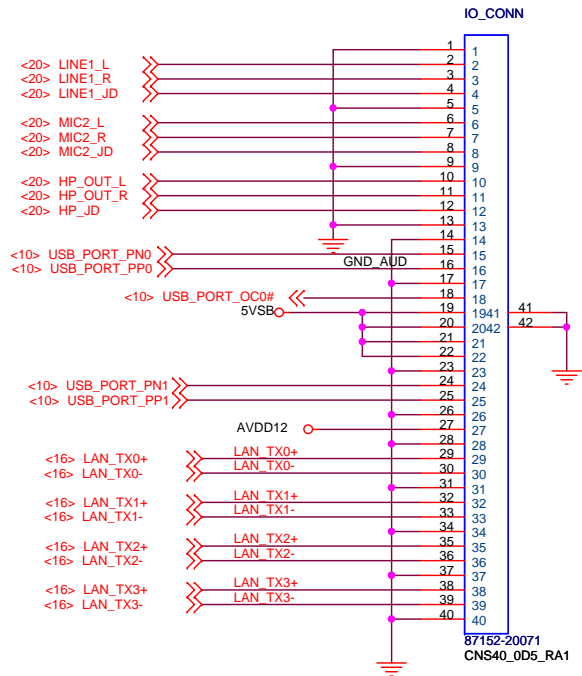 IO_CONN
1 1
<20> LINE1_L 2 2
<20> LINE1_R 3 3
<20> LINE1_JD 4 4
5 5
<20> MIC2_L 6 6
<20> MIC2_R 7 7
<20> MIC2_JD 8 8
9 9
<20> HP_OUT_L 10 10
<20> HP_OUT_R 11 11
<20> HP_JD 12 12
13 13
14 14
<10> USB_PORT_PN0 15 15
<10> USB_PORT_PP0 GND_AUD 16 16
17 17
<10> USB_PORT_OC0# 18 18
5VSB 19 1941 41
20 2042 42
21 21
22 22
23 23
<10> USB_PORT_PN1 24 24
<10> USB_PORT_PP1 25 25
26 26
AVDD12 27 27
28 28
<16> LAN_TX0+ LAN_TX0+ 29 29
<16> LAN_TX0- LAN_TX0- 30 30
31 31
<16> LAN_TX1+ LAN_TX1+ 32 32
<16> LAN_TX1- LAN_TX1- 33 33
34 34
<16> LAN_TX2+ LAN_TX2+ 35 35
<16> LAN_TX2- LAN_TX2- 36 36
37 37
<16> LAN_TX3+ LAN_TX3+ 38 38
<16> LAN_TX3- LAN_TX3- 39 39
40 40
87152-20071
CNS40_0D5_RA1